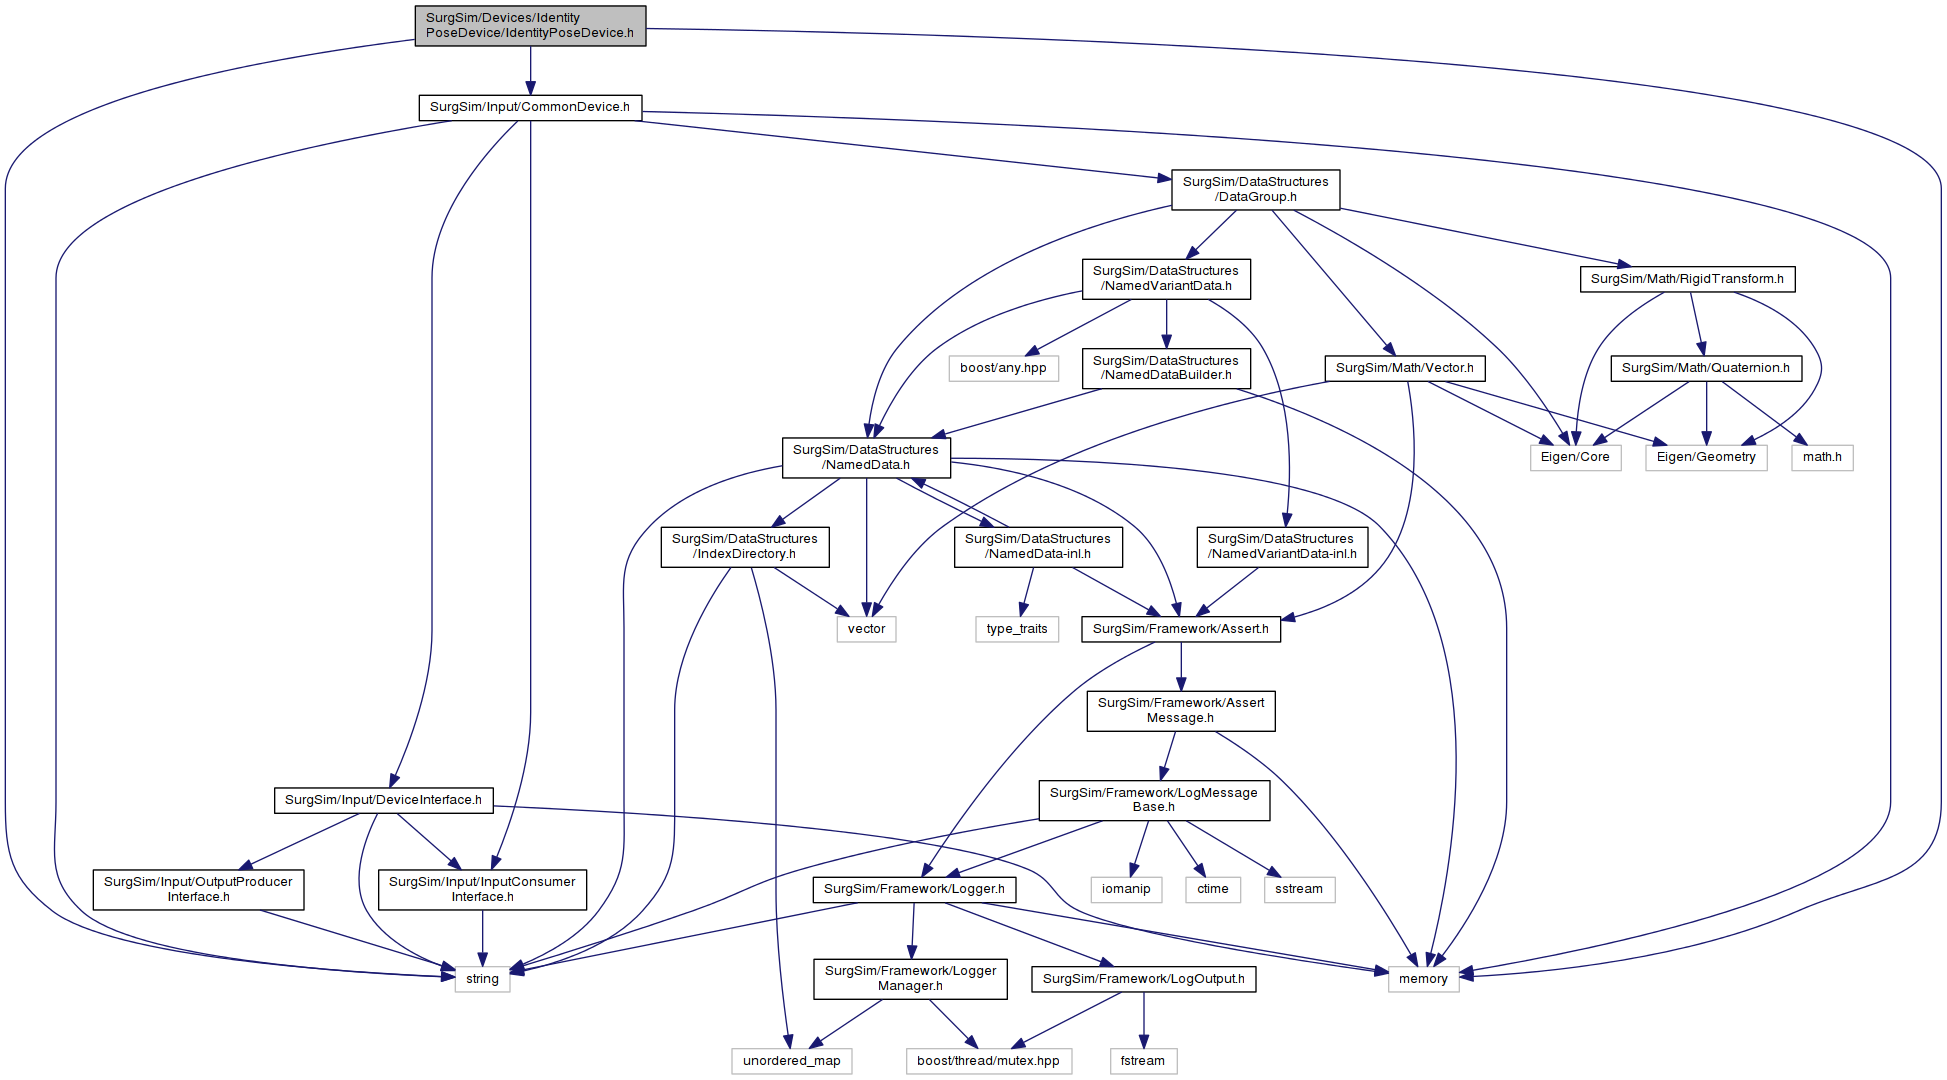 SurgSim/Devices/Identity
PoseDevice/IdentityPoseDevice.h
SurgSim/Input/CommonDevice.h
SurgSim/DataStructures
/DataGroup.h
SurgSim/DataStructures
/NamedVariantData.h
SurgSim/Math/RigidTransform.h
boost/any.hpp
SurgSim/DataStructures
/NamedDataBuilder.h
SurgSim/Math/Vector.h
SurgSim/Math/Quaternion.h
SurgSim/DataStructures
/NamedData.h
Eigen/Core
Eigen/Geometry
math.h
SurgSim/DataStructures
/IndexDirectory.h
SurgSim/DataStructures
/NamedData-inl.h
SurgSim/DataStructures
/NamedVariantData-inl.h
vector
type_traits
SurgSim/Framework/Assert.h
SurgSim/Framework/Assert
Message.h
SurgSim/Input/DeviceInterface.h
SurgSim/Framework/LogMessage
Base.h
SurgSim/Input/OutputProducer
Interface.h
SurgSim/Input/InputConsumer
Interface.h
SurgSim/Framework/Logger.h
iomanip
ctime
sstream
string
SurgSim/Framework/Logger
Manager.h
SurgSim/Framework/LogOutput.h
memory
unordered_map
boost/thread/mutex.hpp
fstream